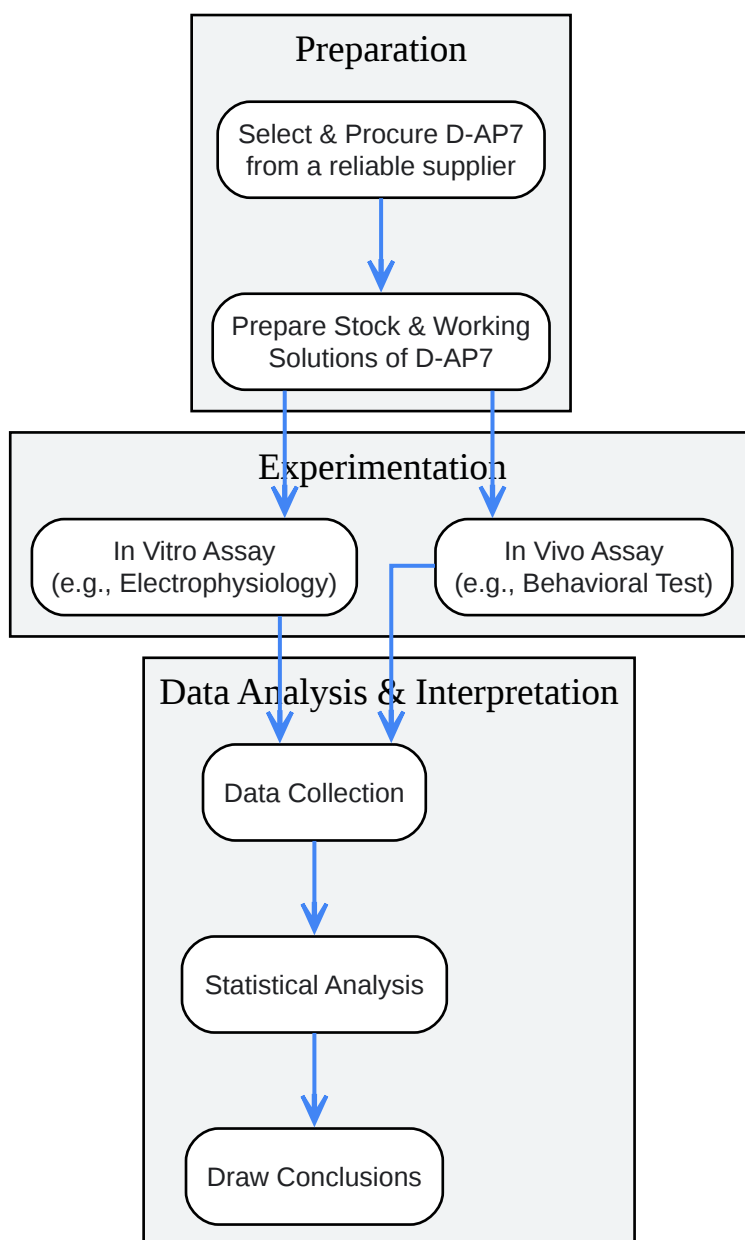 Preparation
Select & Procure D-AP7
from a reliable supplier
Prepare Stock & Working
Solutions of D-AP7
Experimentation
In Vitro Assay
(e.g., Electrophysiology)
In Vivo Assay
(e.g., Behavioral Test)
Data Analysis & Interpretation
Data Collection
Statistical Analysis
Draw Conclusions